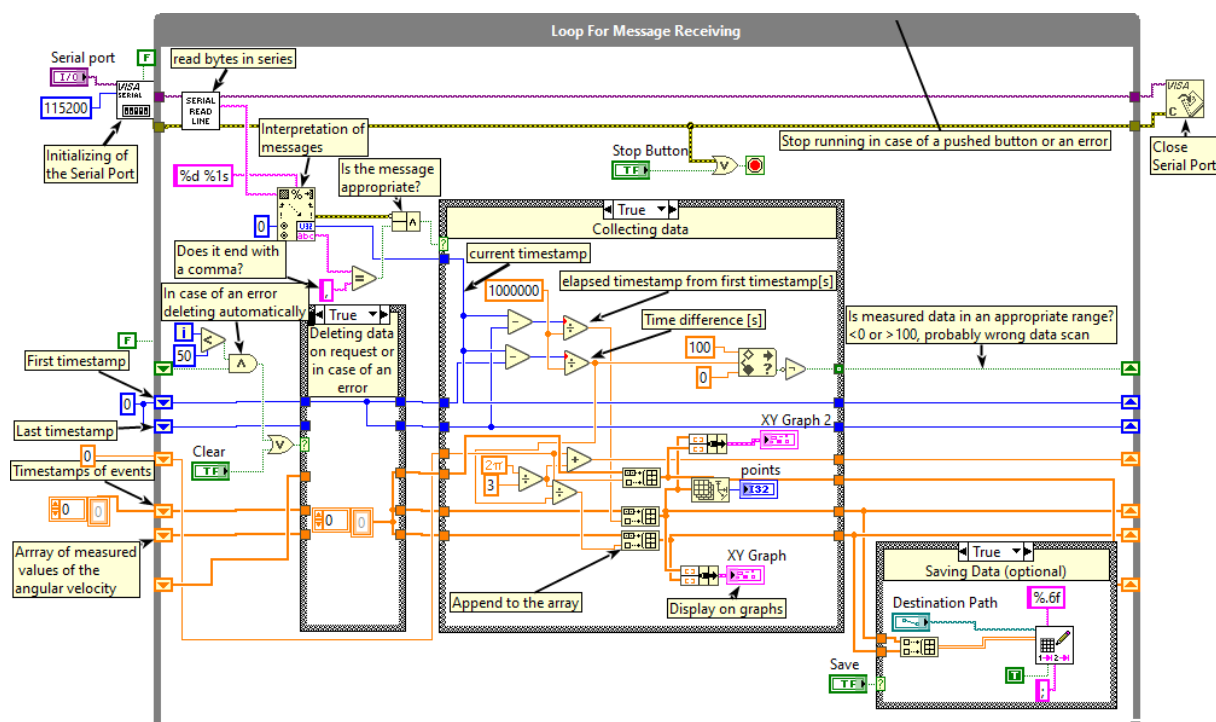 Loop For Message Receiving
Serial port
I/O
F
VISA
SERIAL
115200
Initializing of
the Serial Port
read bytes in series
SERIAL
READ
LINE
Interpretation of
messages
%d %1s
0
%
U32
abc
Is the message
appropriate?
Stop Button
TF
V
Stop running in case of a pushed button or an error
VISA
C
Close
Serial Port
Does it end with
a comma?
,
=
Λ
In case of an error
deleting automatically
i
50
<
Λ
F
First timestamp
0
Last timestamp
0
Timestamps of events
0
0
Arrray of measured
values of the
angular velocity
Clear
TF
V
?
True
Deleting data
on request or
in case of an
error
0
0
True
Collecting data
?
current timestamp
1000000
elapsed timestamp from first timestamp[s]
Time difference [s]
100
0
?
Is measured data in an appropriate range?
<0 or >100, probably wrong data scan
2π
3
÷
÷
+
XY Graph 2
points
I32
XY Graph
Append to the array
Display on graphs
True
Saving Data (optional)
%.6f
Destination Path
Save
TF
?
T
;